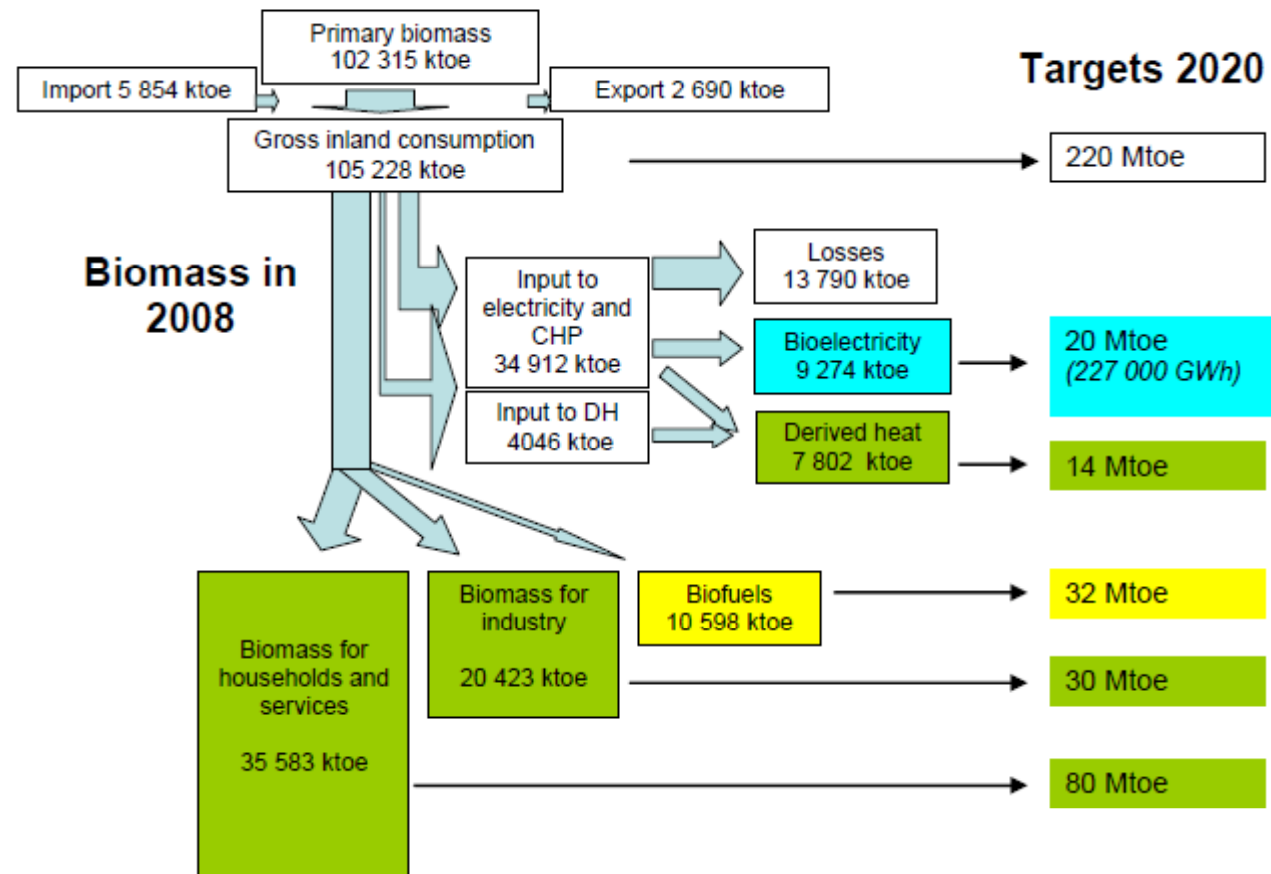 Primary biomass
102 315 ktoe
Targets 2020
Import 5 854 ktoe
Export 2 690 ktoe
Gross inland consumption
105 228 ktoe
220 Mtoe
Biomass in
2008
Input to
electricity and
CHP
34 912 ktoe
Losses
13 790 ktoe
Bioelectricity
9 274 ktoe
20 Mtoe
(227 000 GWh)
Input to DH
4046 ktoe
Derived heat
7 802 ktoe
14 Mtoe
Biomass for
households and
services
35 583 ktoe
Biomass for
industry
20 423 ktoe
Biofuels
10 598 ktoe
32 Mtoe
30 Mtoe
80 Mtoe